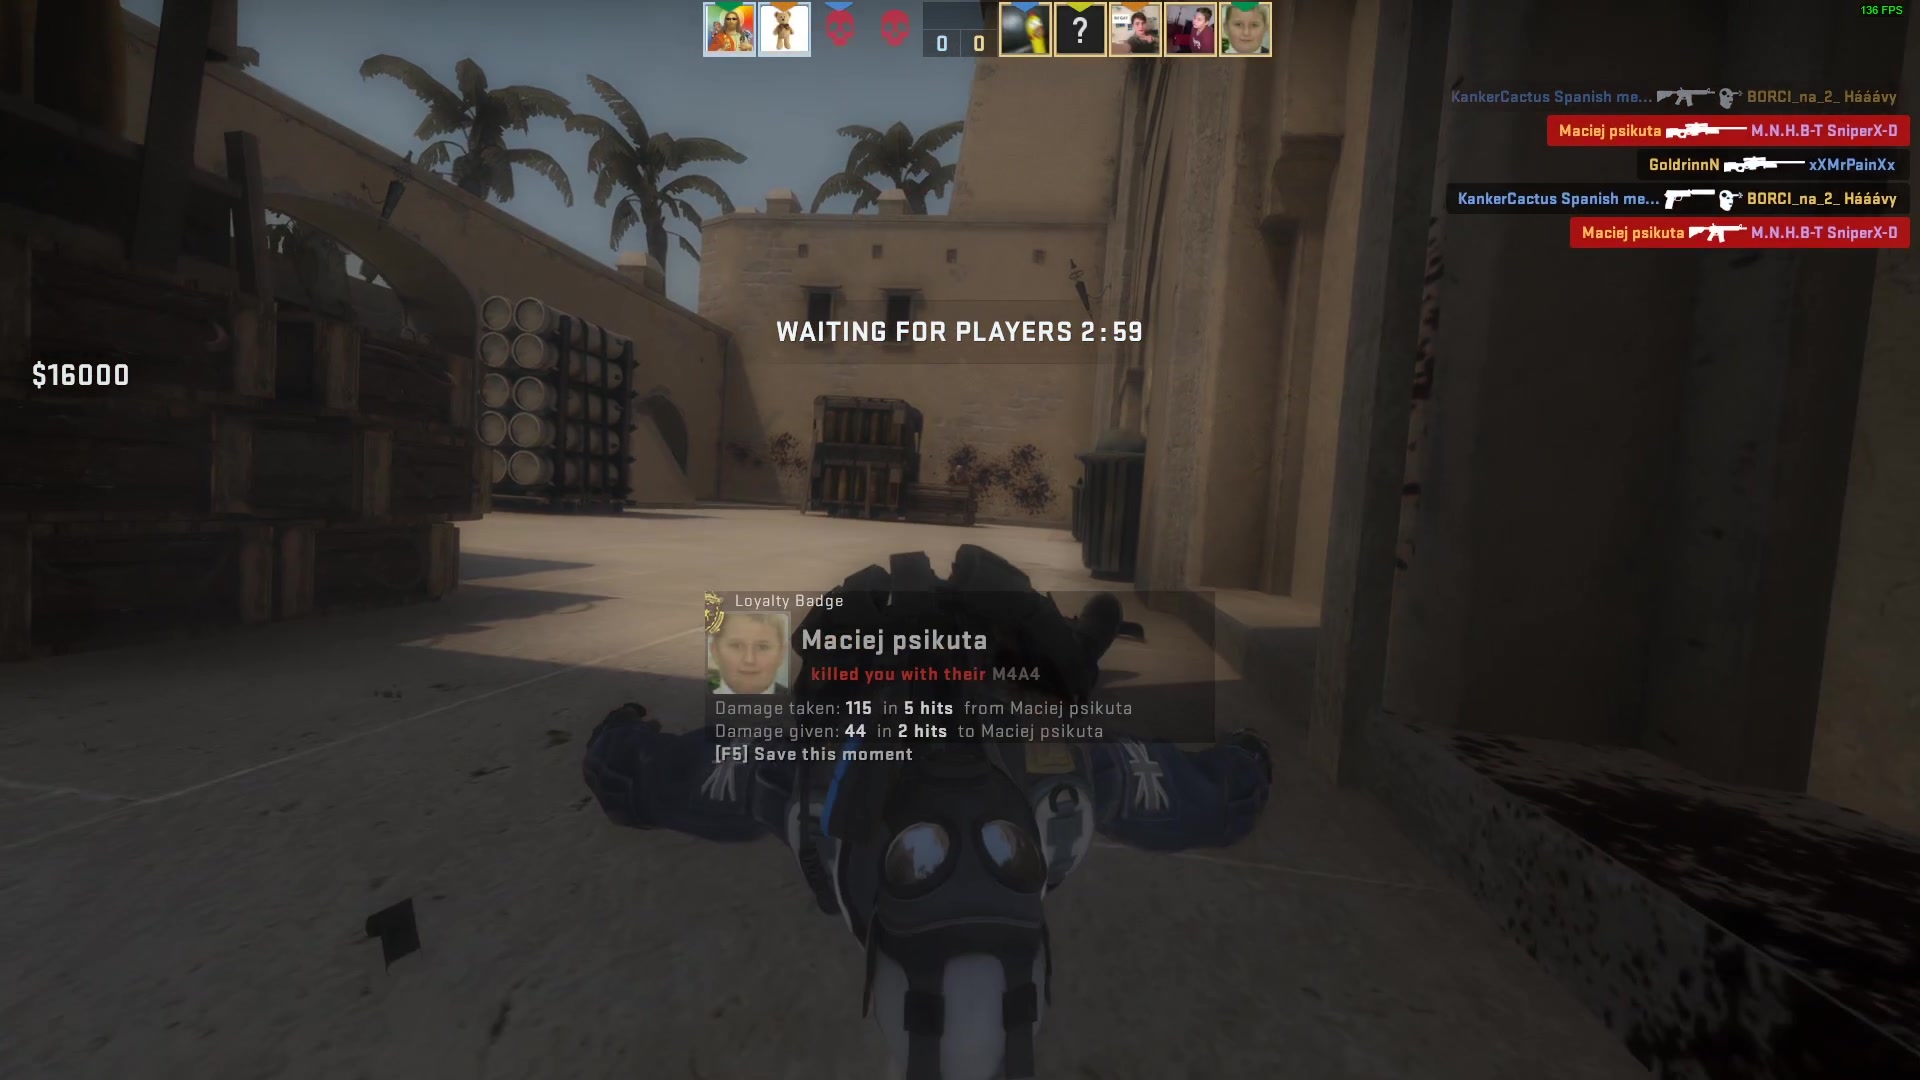 136 FPS
0 0
?
KankerCactus Spanish me... BORCI_na_2_ Hááávy
Maciej psikuta M.N.H.B-T SniperX-D
GoldrinnN xXMrPainXx
KankerCactus Spanish me... BORCI_na_2_ Hááávy
Maciej psikuta M.N.H.B-T SniperX-D
WAITING FOR PLAYERS 2:59
$16000
Loyalty Badge
Maciej psikuta
killed you with their M4A4
Damage taken: 115 in 5 hits from Maciej psikuta
Damage given: 44 in 2 hits to Maciej psikuta
[F5] Save this moment